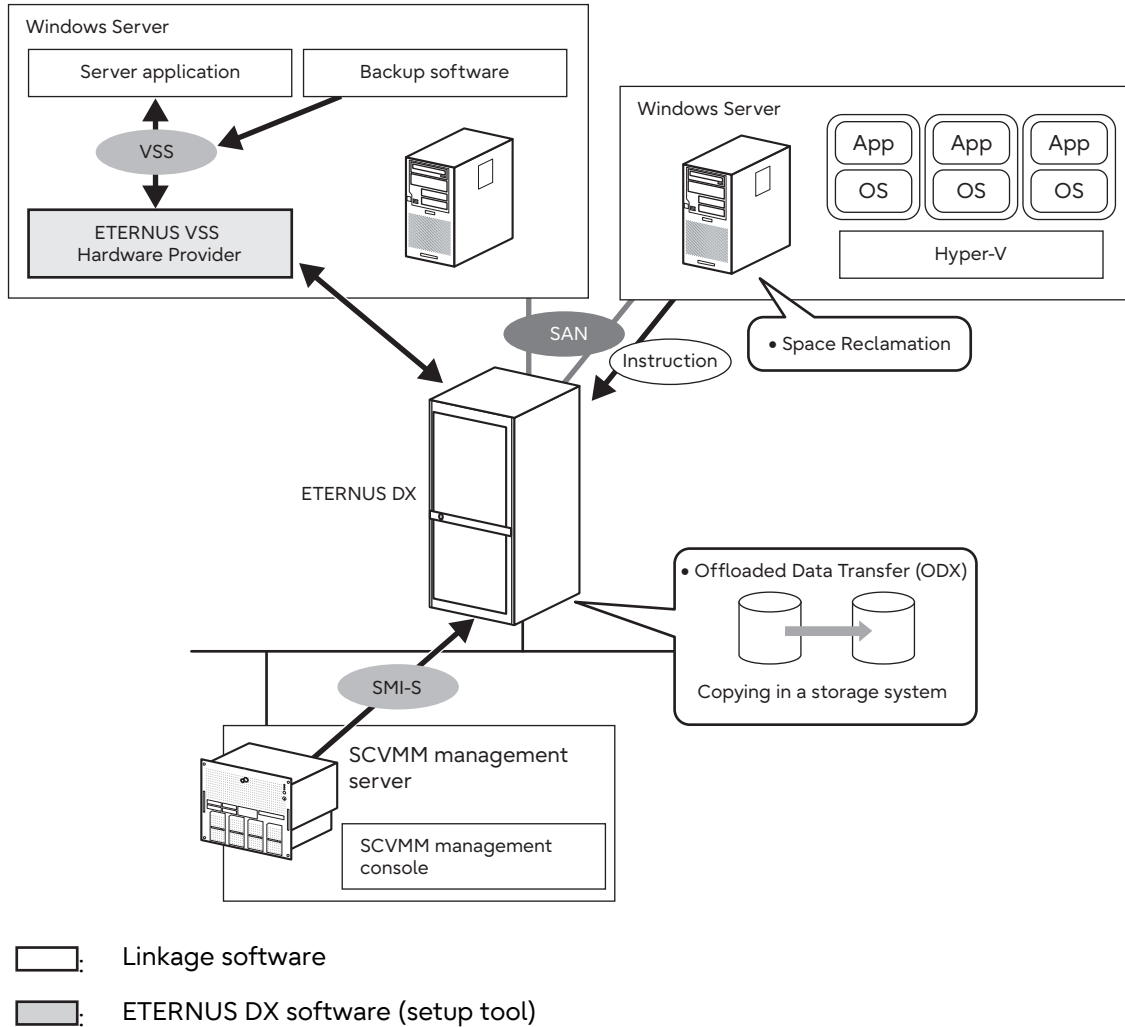 Windows Server
Server application
Backup software
VSS
ETERNUS VSS
Hardware Provider
Windows Server
App
App
App
OS
OS
OS
Hyper-V
• Space Reclamation
SAN
Instruction
ETERNUS DX
• Offloaded Data Transfer (ODX)
Copying in a storage system
SMI-S
SCVMM management
server
SCVMM management
console
: Linkage software
: ETERNUS DX software (setup tool)